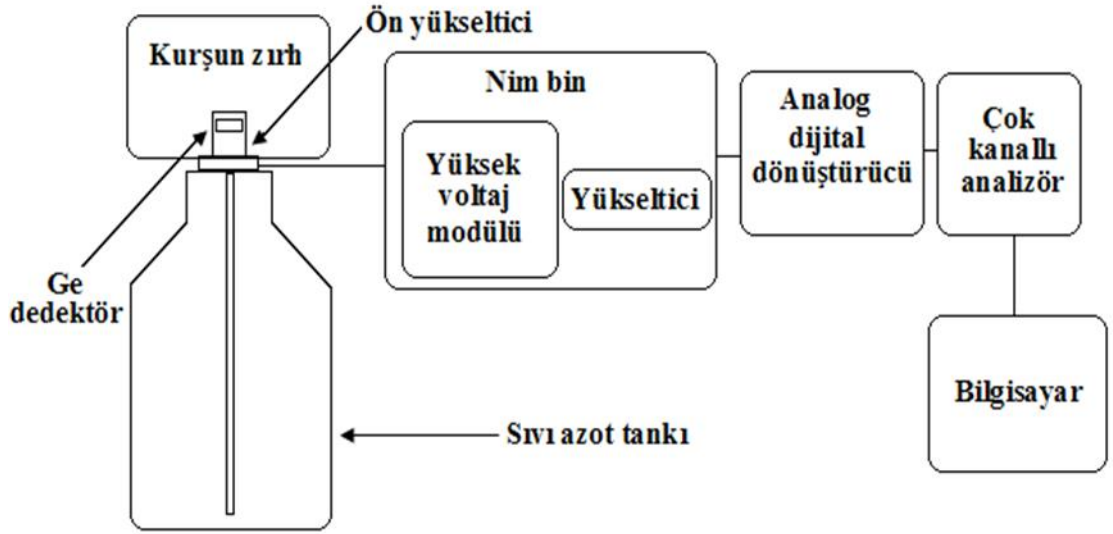 Ön yükseltici
Kurşun zırh
Nim bin
Yüksek
voltaj
modülü
Yükseltici
Analog
dijital
dönüştürücü
Çok
kanallı
analizör
Ge
dedektör
Sıvı azot tankı
Bilgisayar